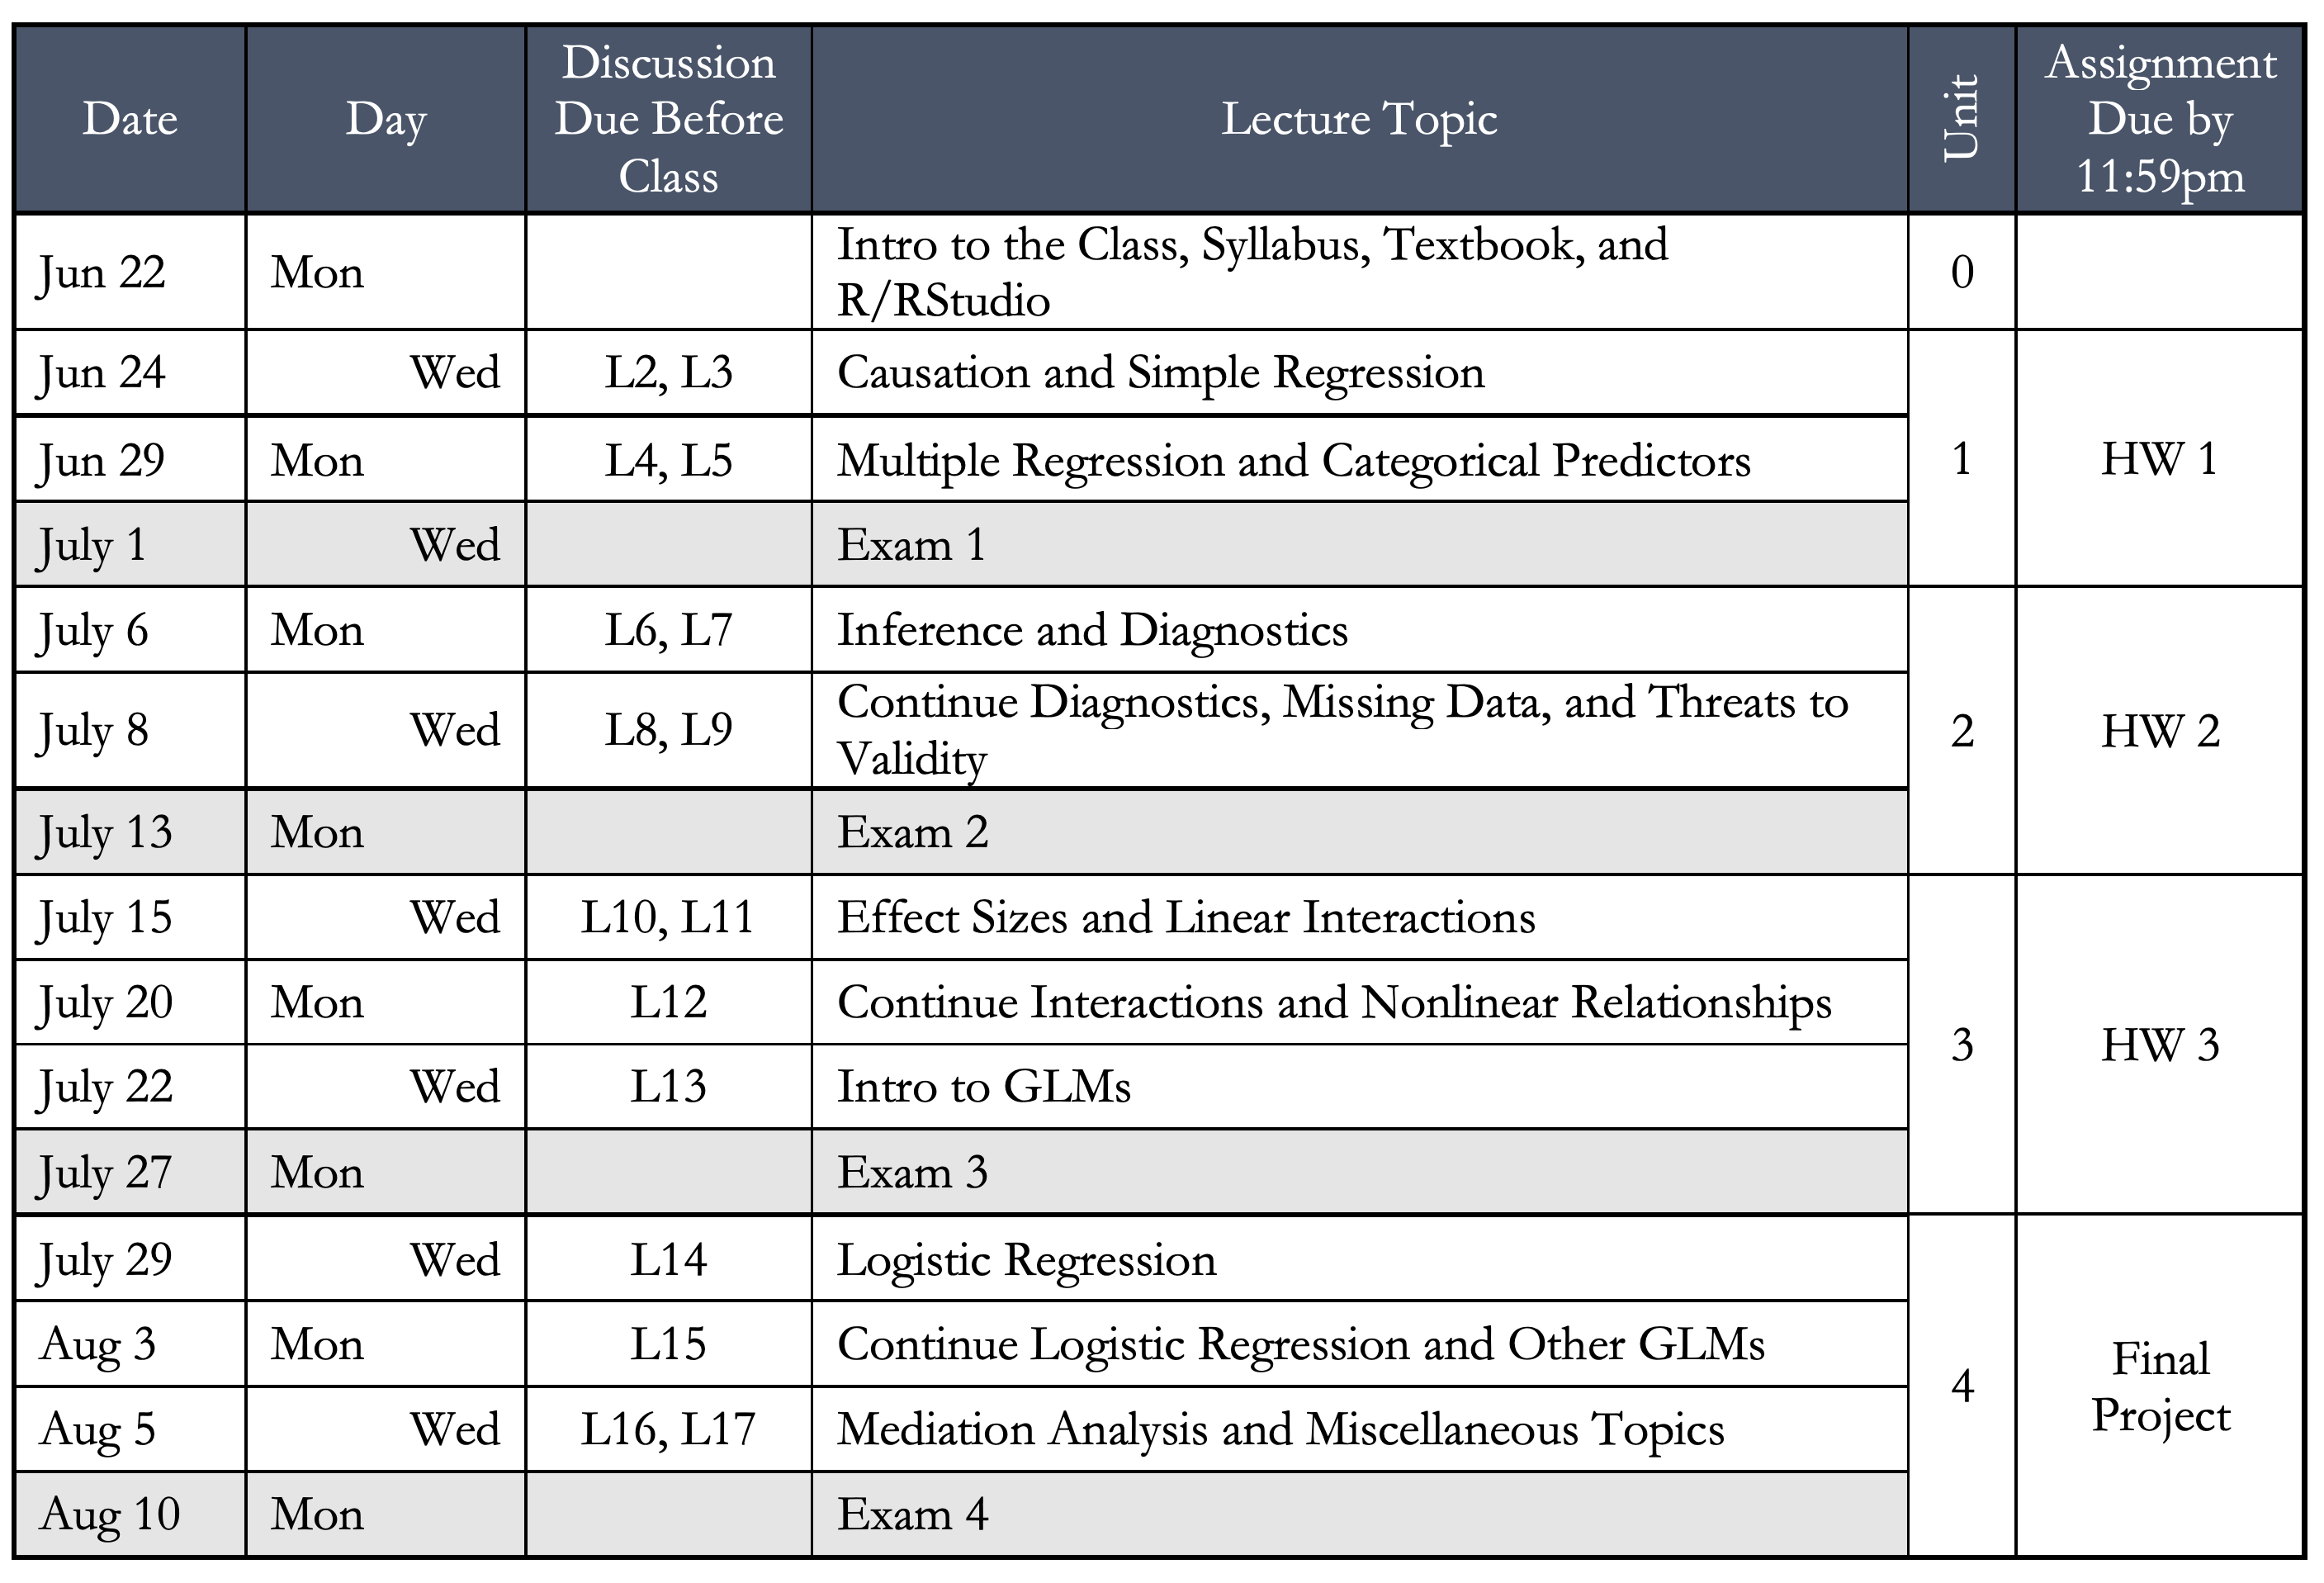 Date Day Discussion Due Before Class Lecture Topic Unit Assignment Due by 11:59pm
Jun 22 Mon Intro to the Class, Syllabus, Textbook, and
R/RStudio 0
Jun 24 Wed L2, L3 Causation and Simple Regression
Jun 29 Mon L4, L5 Multiple Regression and Categorical Predictors 1 HW 1
July 1 Wed Exam 1
July 6 Mon L6, L7 Inference and Diagnostics
July 8 Wed L8, L9 Continue Diagnostics, Missing Data, and Threats to
Validity 2 HW 2
July 13 Mon Exam 2
July 15 Wed L10, L11 Effect Sizes and Linear Interactions
July 20 Mon L12 Continue Interactions and Nonlinear Relationships
3 HW 3
July 22 Wed L13 Intro to GLMs
July 27 Mon Exam 3
July 29 Wed L14 Logistic Regression
Aug 3 Mon L15 Continue Logistic Regression and Other GLMs
4 Final Project
Aug 5 Wed L16, L17 Mediation Analysis and Miscellaneous Topics
Aug 10 Mon Exam 4